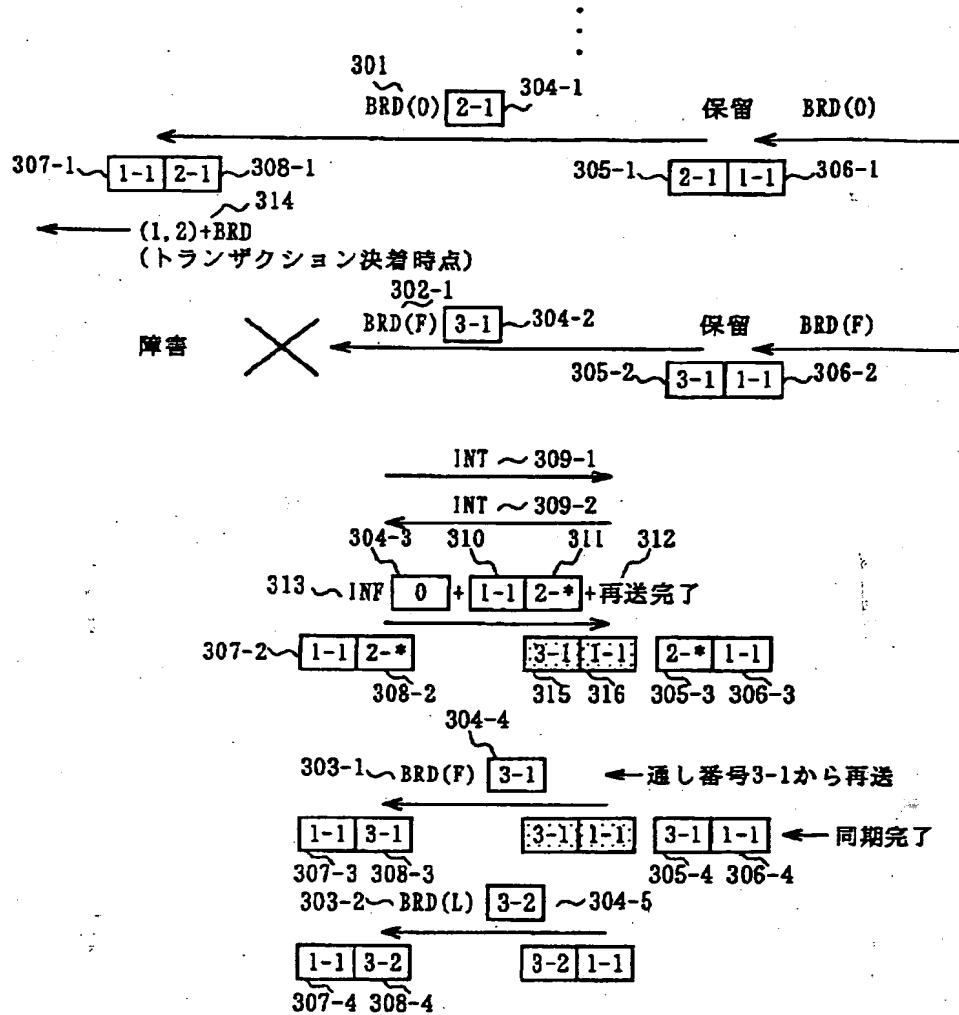 301
BRD(O) 2-1 304-1 保留 BRD(O)
307-1 1-1 2-1 308-1 305-1 2-1 1-1 306-1
314
(1,2)+BRD
(トランザクション決着時点)
302-1
BRD(F) 3-1 304-2 保留 BRD(F)
障害
305-2 3-1 1-1 306-2
INT 309-1
INT 309-2
304-3 310 311 312
313 INF 0 + 1-1 2-* +再送完了
307-2 1-1 2-* 3-1 1-1 2-* 1-1
308-2 315 316 305-3 306-3
304-4
303-1 BRD(F) 3-1 ←通し番号3-1から再送
1-1 3-1 3-1 1-1 3-1 1-1 ←同期完了
307-3 308-3 305-4 306-4
303-2 BRD(L) 3-2 304-5
1-1 3-2 3-2 1-1
307-4 308-4